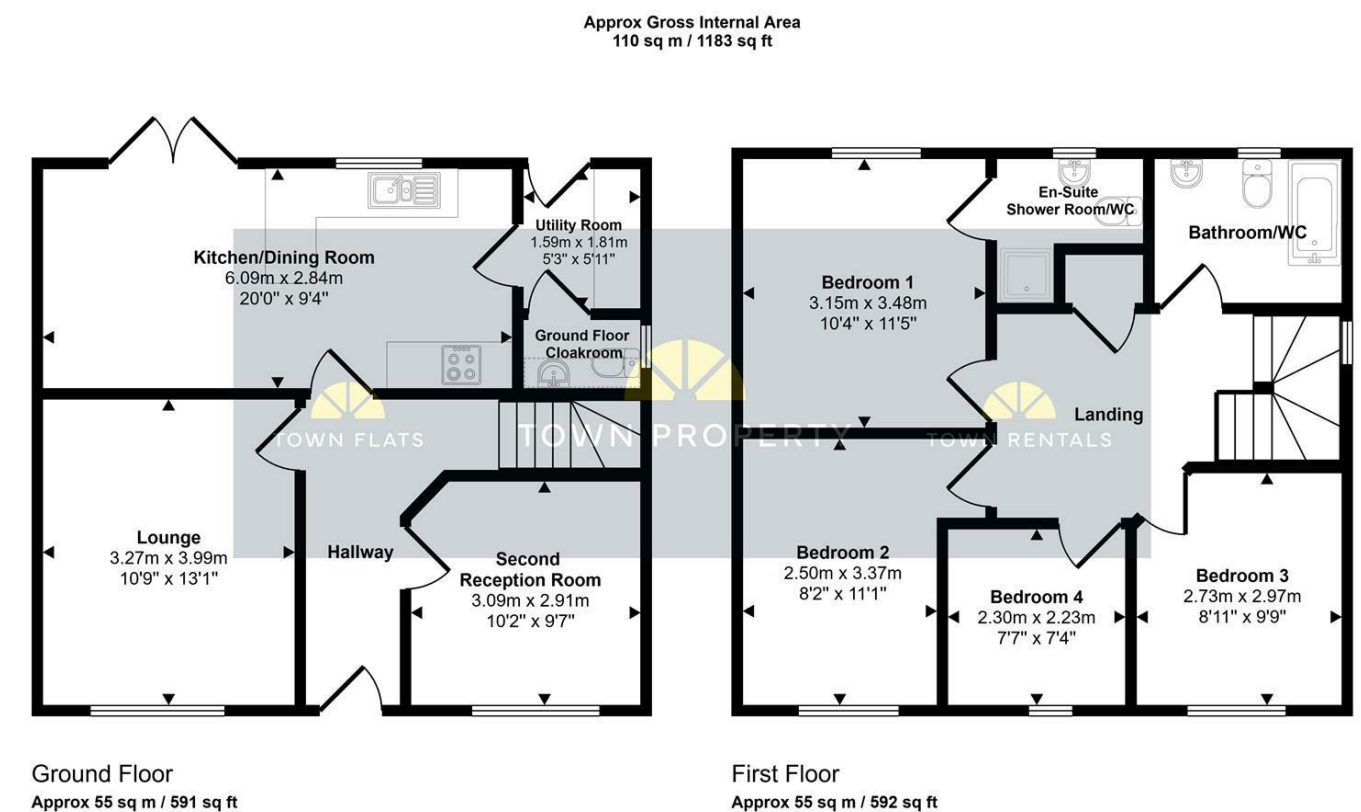 Approx Gross Internal Area
110 sq m / 1183 sq ft
Kitchen/Dining Room
6.09m x 2.84m
20'0" x 9'4"
Utility Room
1.59m x 1.81m
5'3" x 5'11"
Ground Floor
Cloakroom
Lounge
3.27m x 3.99m
10'9" x 13'1"
Hallway
Second
Reception Room
3.09m x 2.91m
10'2" x 9'7"
Bedroom 1
3.15m x 3.48m
10'4" x 11'5"
En-Suite
Shower Room/WC
Bathroom/WC
Landing
Bedroom 2
2.50m x 3.37m
8'2" x 11'1"
Bedroom 4
2.30m x 2.23m
7'7" x 7'4"
Bedroom 3
2.73m x 2.97m
8'11" x 9'9"
TOWN FLATS
TOWN PROPERTY
TOWN RENTALS
Ground Floor
Approx 55 sq m / 591 sq ft
First Floor
Approx 55 sq m / 592 sq ft